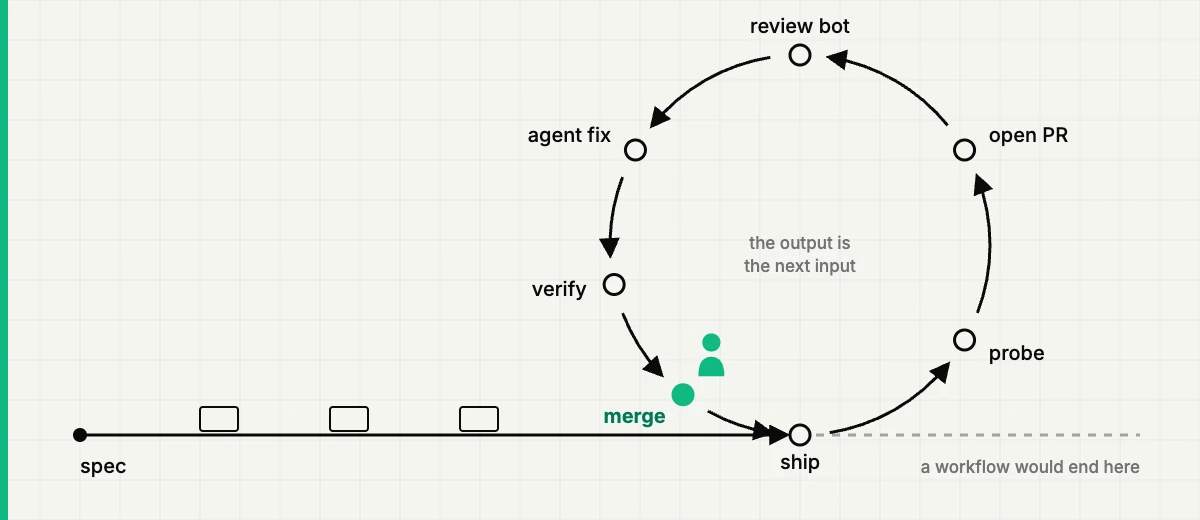 review bot
agent fix
open PR
the output is
the next input
verify
probe
merge
spec
ship
a workflow would end here